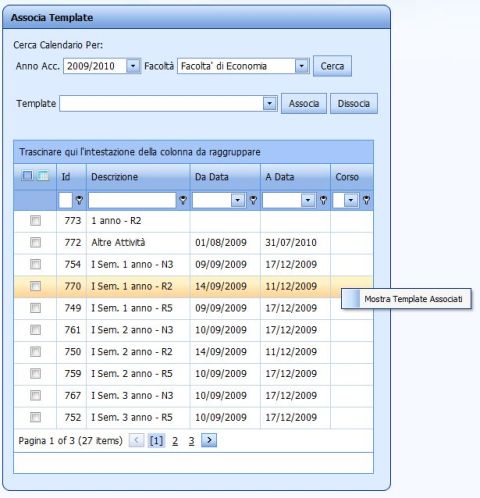 Associa Template
Cerca Calendario Per:
Anno Acc. 2009/2010 Facoltà Facolta' di Economia Cerca
Template Associa Dissocia
Trascinare qui l'intestazione della colonna da raggruppare
Id Descrizione Da Data A Data Corso
773 1 anno - R2
772 Altre Attività 01/08/2009 31/07/2010
754 I Sem. 1 anno - N3 09/09/2009 17/12/2009
770 I Sem. 1 anno - R2 14/09/2009 11/12/2009
Mostra Template Associati
749 I Sem. 1 anno - R5 09/09/2009 17/12/2009
761 I Sem. 2 anno - N3 10/09/2009 17/12/2009
750 I Sem. 2 anno - R2 14/09/2009 11/12/2009
759 I Sem. 2 anno - R5 10/09/2009 17/12/2009
767 I Sem. 3 anno - N3 10/09/2009 17/12/2009
752 I Sem. 3 anno - R5 10/09/2009 17/12/2009
Pagina 1 of 3 (27 items) < [1] 2 3 >